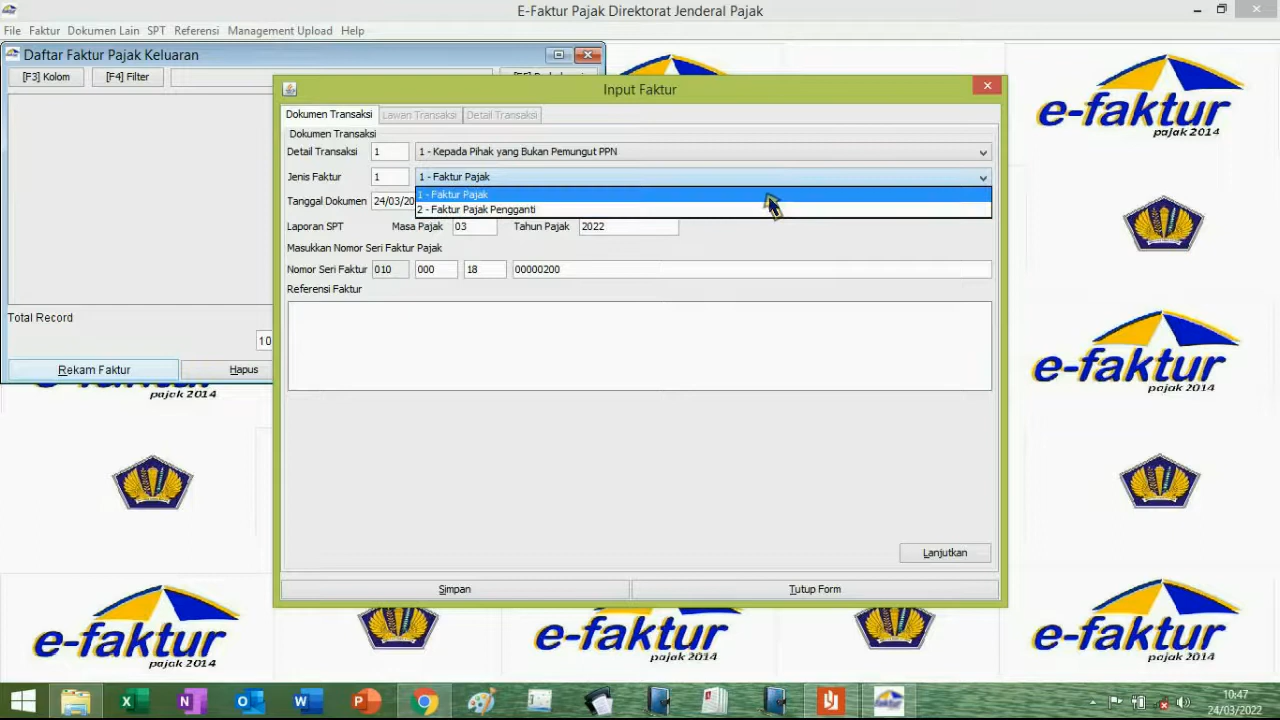 E-Faktur Pajak Direktorat Jenderal Pajak
File Faktur Dokumen Lain SPT Referensi Management Upload Help
Daftar Faktur Pajak Keluaran
[F3] Kolom [F4] Filter
Input Faktur
Dokumen Transaksi Lawan Transaksi Detail Transaksi
Dokumen Transaksi
Detail Transaksi 1 1 - Kepada Pihak yang Bukan Pemungut PPN
Jenis Faktur 1 1 - Faktur Pajak
1 - Faktur Pajak
Tanggal Dokumen 24/03/20
2 - Faktur Pajak Pengganti
Laporan SPT Masa Pajak 03 Tahun Pajak 2022
Masukkan Nomor Seri Faktur Pajak
Nomor Seri Faktur 010 000 18 00000200
Referensi Faktur
Total Record
10
Rekam Faktur Hapus
Lanjutkan
Simpan Tutup Form
e-faktur
pajak 2014
e-faktur
pajak 2014
pajak 2014
e-faktur
pajak 2014
e-faktur
pajak 2014
e-faktur
pajak 2014
10:47
24/03/2022